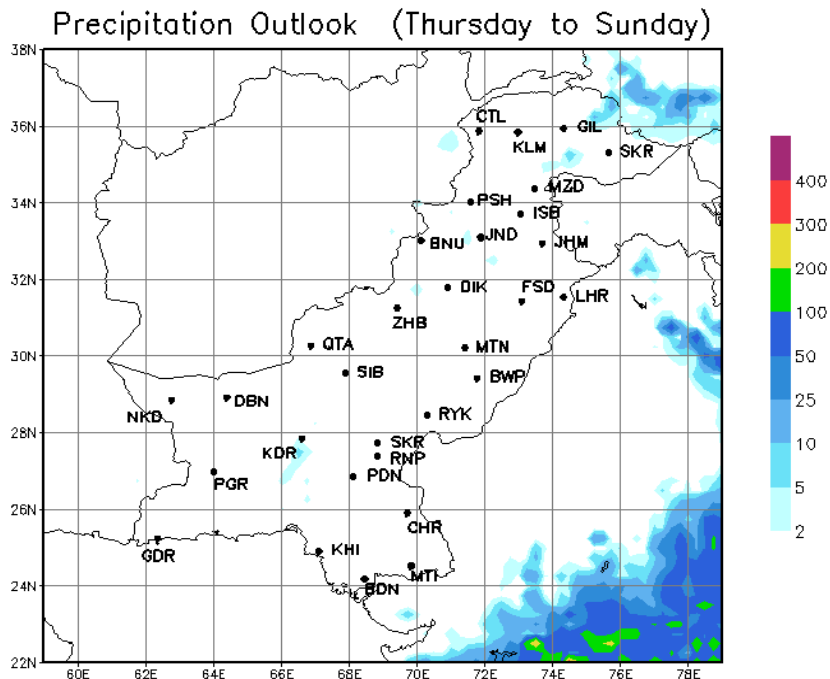 Precipitation Outlook (Thursday to Sunday)
38N
36N
34N
32N
30N
28N
26N
24N
22N
CTL
KLM
GIL
SKR
MZD
PSH
ISB
BNU
JND
JHM
DIK
FSD
LHR
ZHB
QTA
MTN
SIB
BWP
NKD
DBN
RYK
KDR
SKR
RNP
PGR
PDN
CHR
GDR
KHI
MTI
BDN
60E 62E 64E 66E 68E 70E 72E 74E 76E 78E
400
300
200
100
50
25
10
5
2